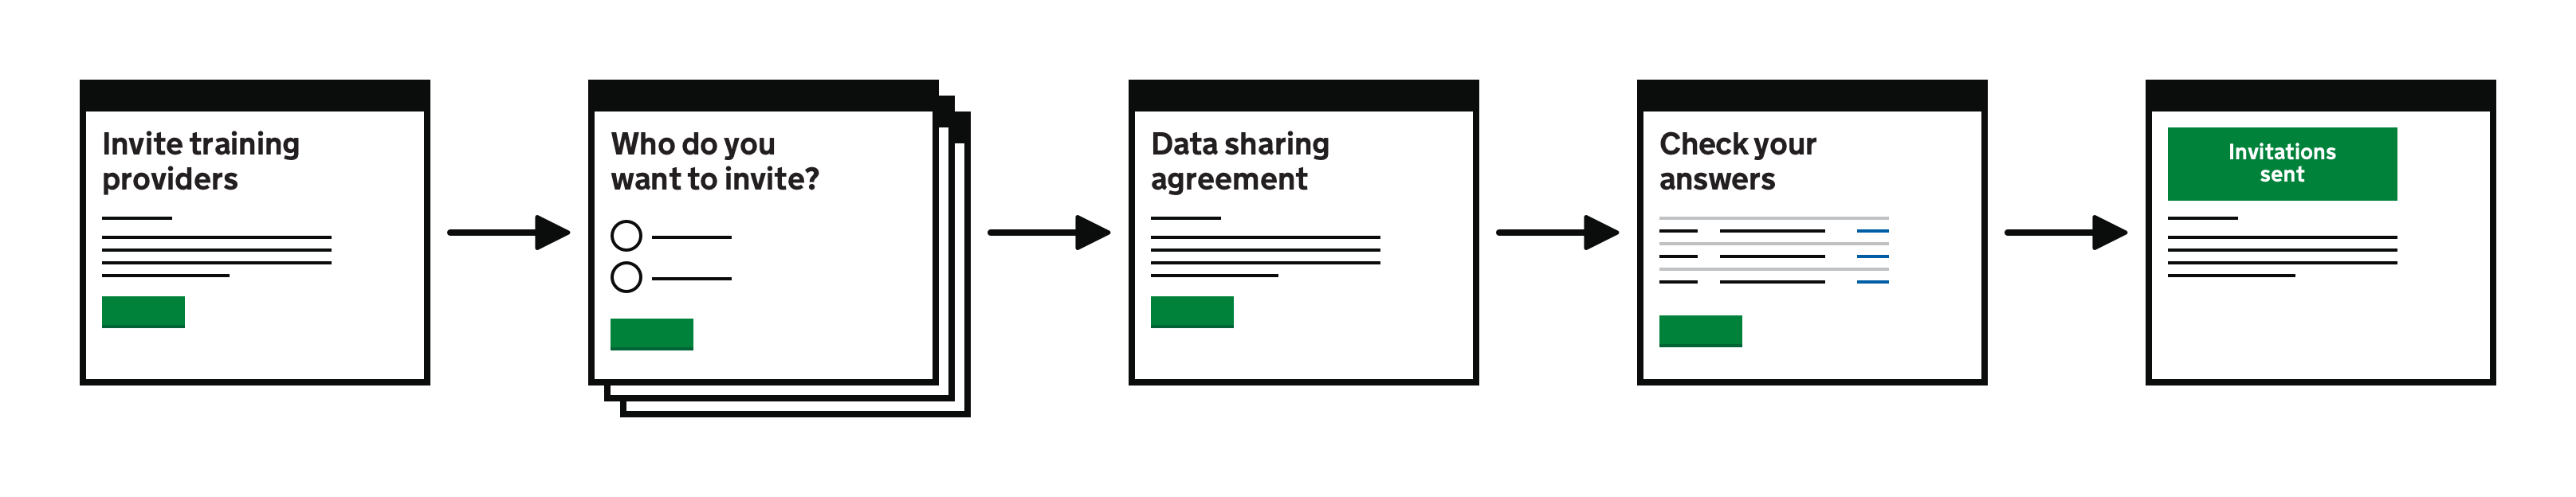 Invite training
providers
Who do you
want to invite?
Data sharing
agreement
Check your
answers
Invitations
sent